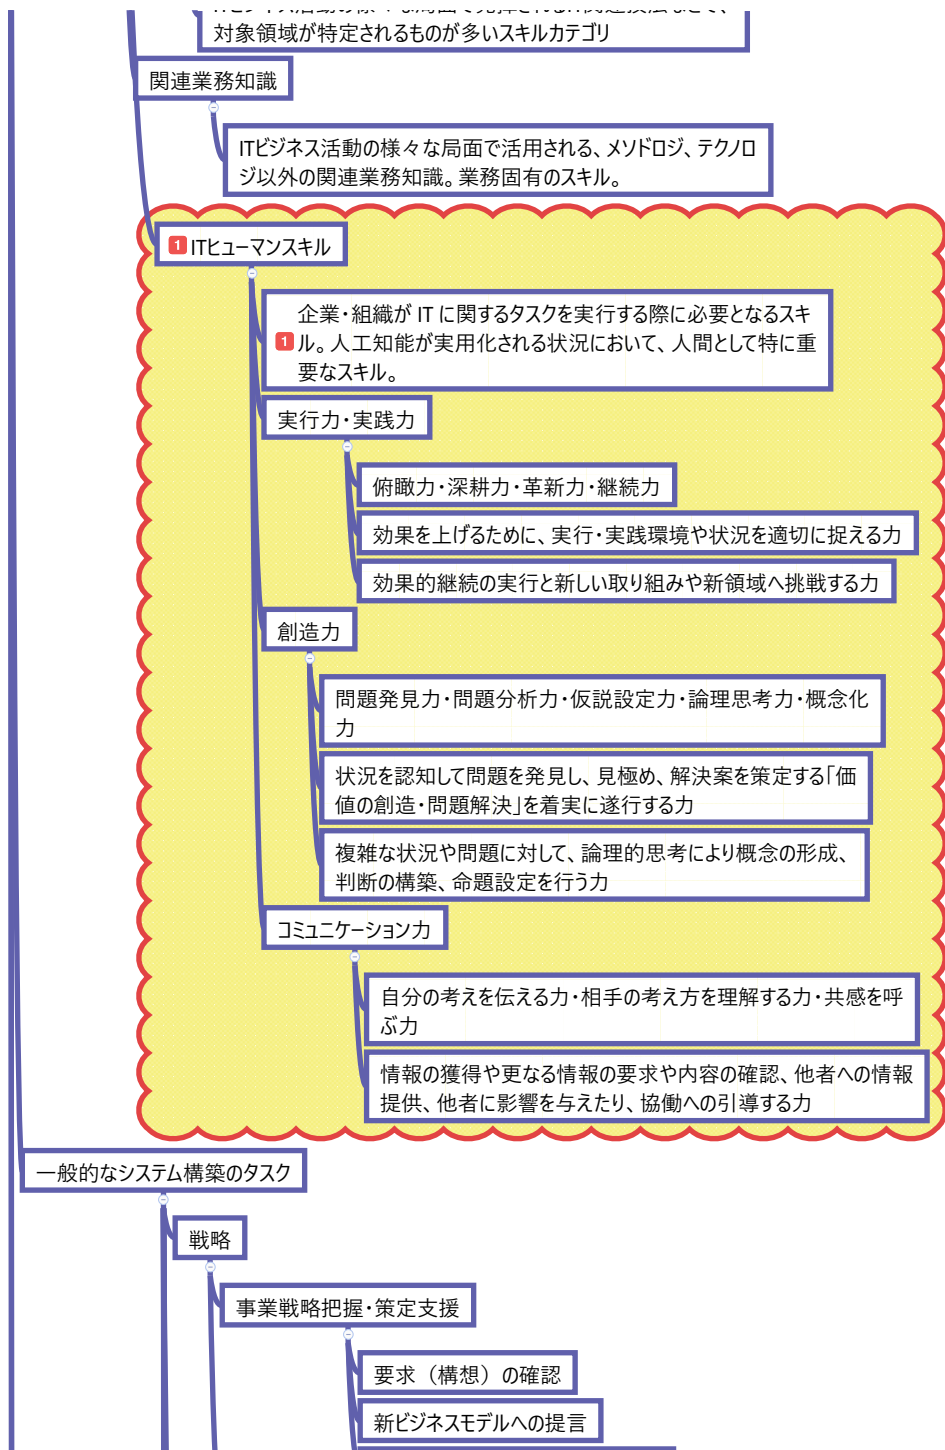 対象領域が特定されるものが多いスキルカテゴリ
関連業務知識
ITビジネス活動の様々な局面で活用される、メソドロジ、テクノロ
ジ以外の関連業務知識。業務固有のスキル。
1 ITヒューマンスキル
企業・組織が IT に関するタスクを実行する際に必要となるスキ
1 ル。人工知能が実用化される状況において、人間として特に重
要なスキル。
実行力・実践力
俯瞰力・深耕力・革新力・継続力
効果を上げるために、実行・実践環境や状況を適切に捉える力
効果的継続の実行と新しい取り組みや新領域へ挑戦する力
創造力
問題発見力・問題分析力・仮説設定力・論理思考力・概念化
力
状況を認知して問題を発見し、見極め、解決案を策定する「価
値の創造・問題解決」を着実に遂行する力
複雑な状況や問題に対して、論理的思考により概念の形成、
判断の構築、命題設定を行う力
コミュニケーション力
自分の考えを伝える力・相手の考え方を理解する力・共感を呼
ぶ力
情報の獲得や更なる情報の要求や内容の確認、他者への情報
提供、他者に影響を与えたり、協働への引導する力
一般的なシステム構築のタスク
戦略
事業戦略把握・策定支援
要求（構想）の確認
新ビジネスモデルへの提言